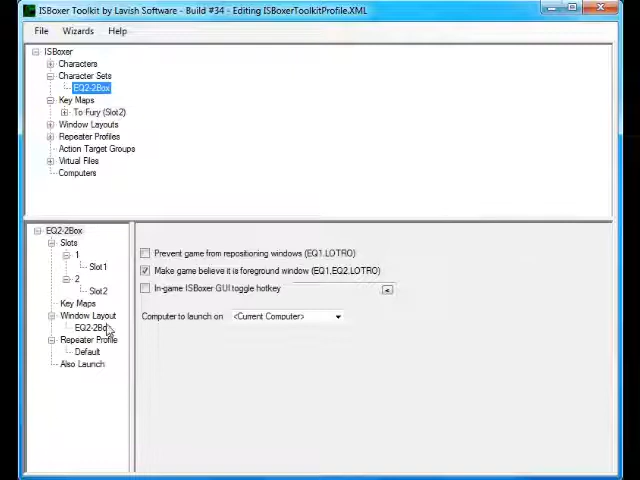 ISBoxer Toolkit by Lavish Software - Build #34 - Editing ISBoxerToolkitProfile.XML
File Wizards Help
ISBoxer
Characters
Character Sets
EQ2-2Box
Key Maps
To Fury (Slot2)
Window Layouts
Repeater Profiles
Action Target Groups
Virtual Files
Computers
EQ2-2Box
Slots
1
Slot1
2
Slot2
Key Maps
Window Layout
EQ2-2Bo
Repeater Profile
Default
Also Launch
Prevent game from repositioning windows (EQ1,LOTRO)
Make game believe it is foreground window (EQ1,EQ2,LOTRO)
In-game ISBoxer GUI toggle hotkey
<
Computer to launch on <Current Computer>